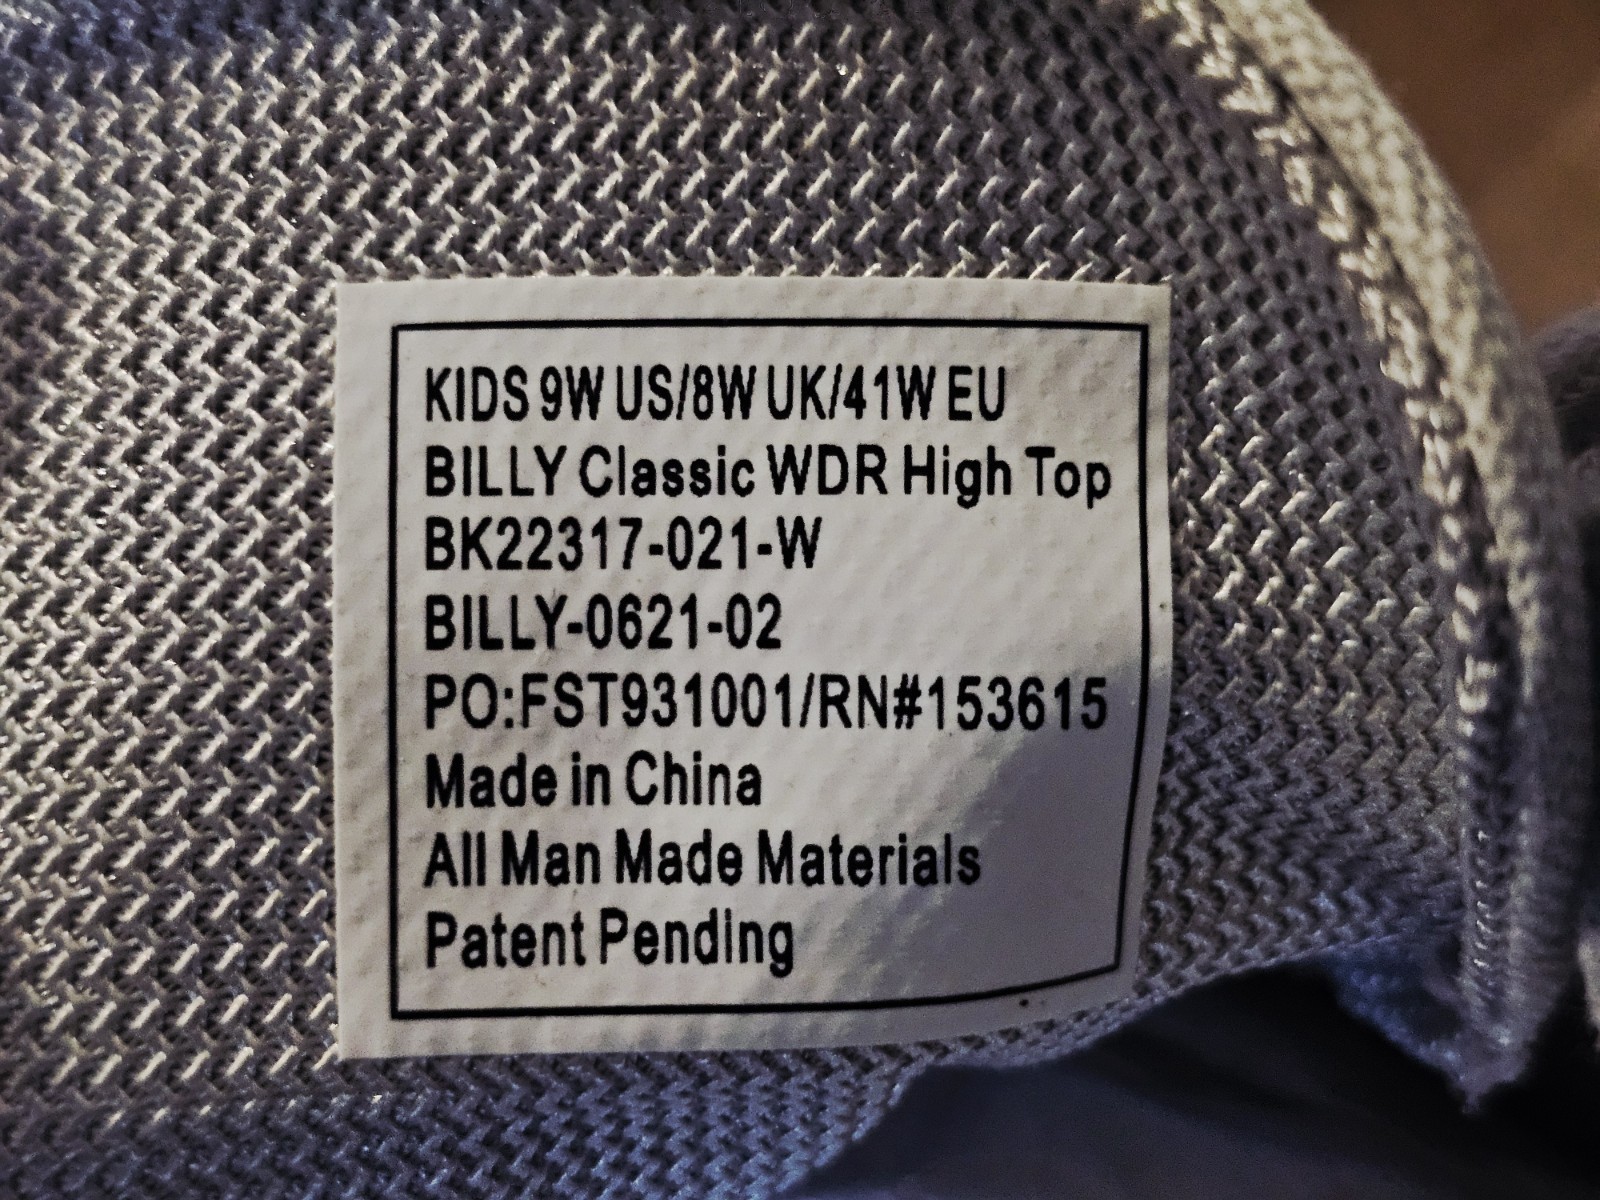 KIDS 9W US/8W UK/41W EU
BILLY Classic WDR High Top
BK22317-021-W
BILLY-0621-02
PO:FST931001/RN#153615
Made in China
All Man Made Materials
Patent Pending